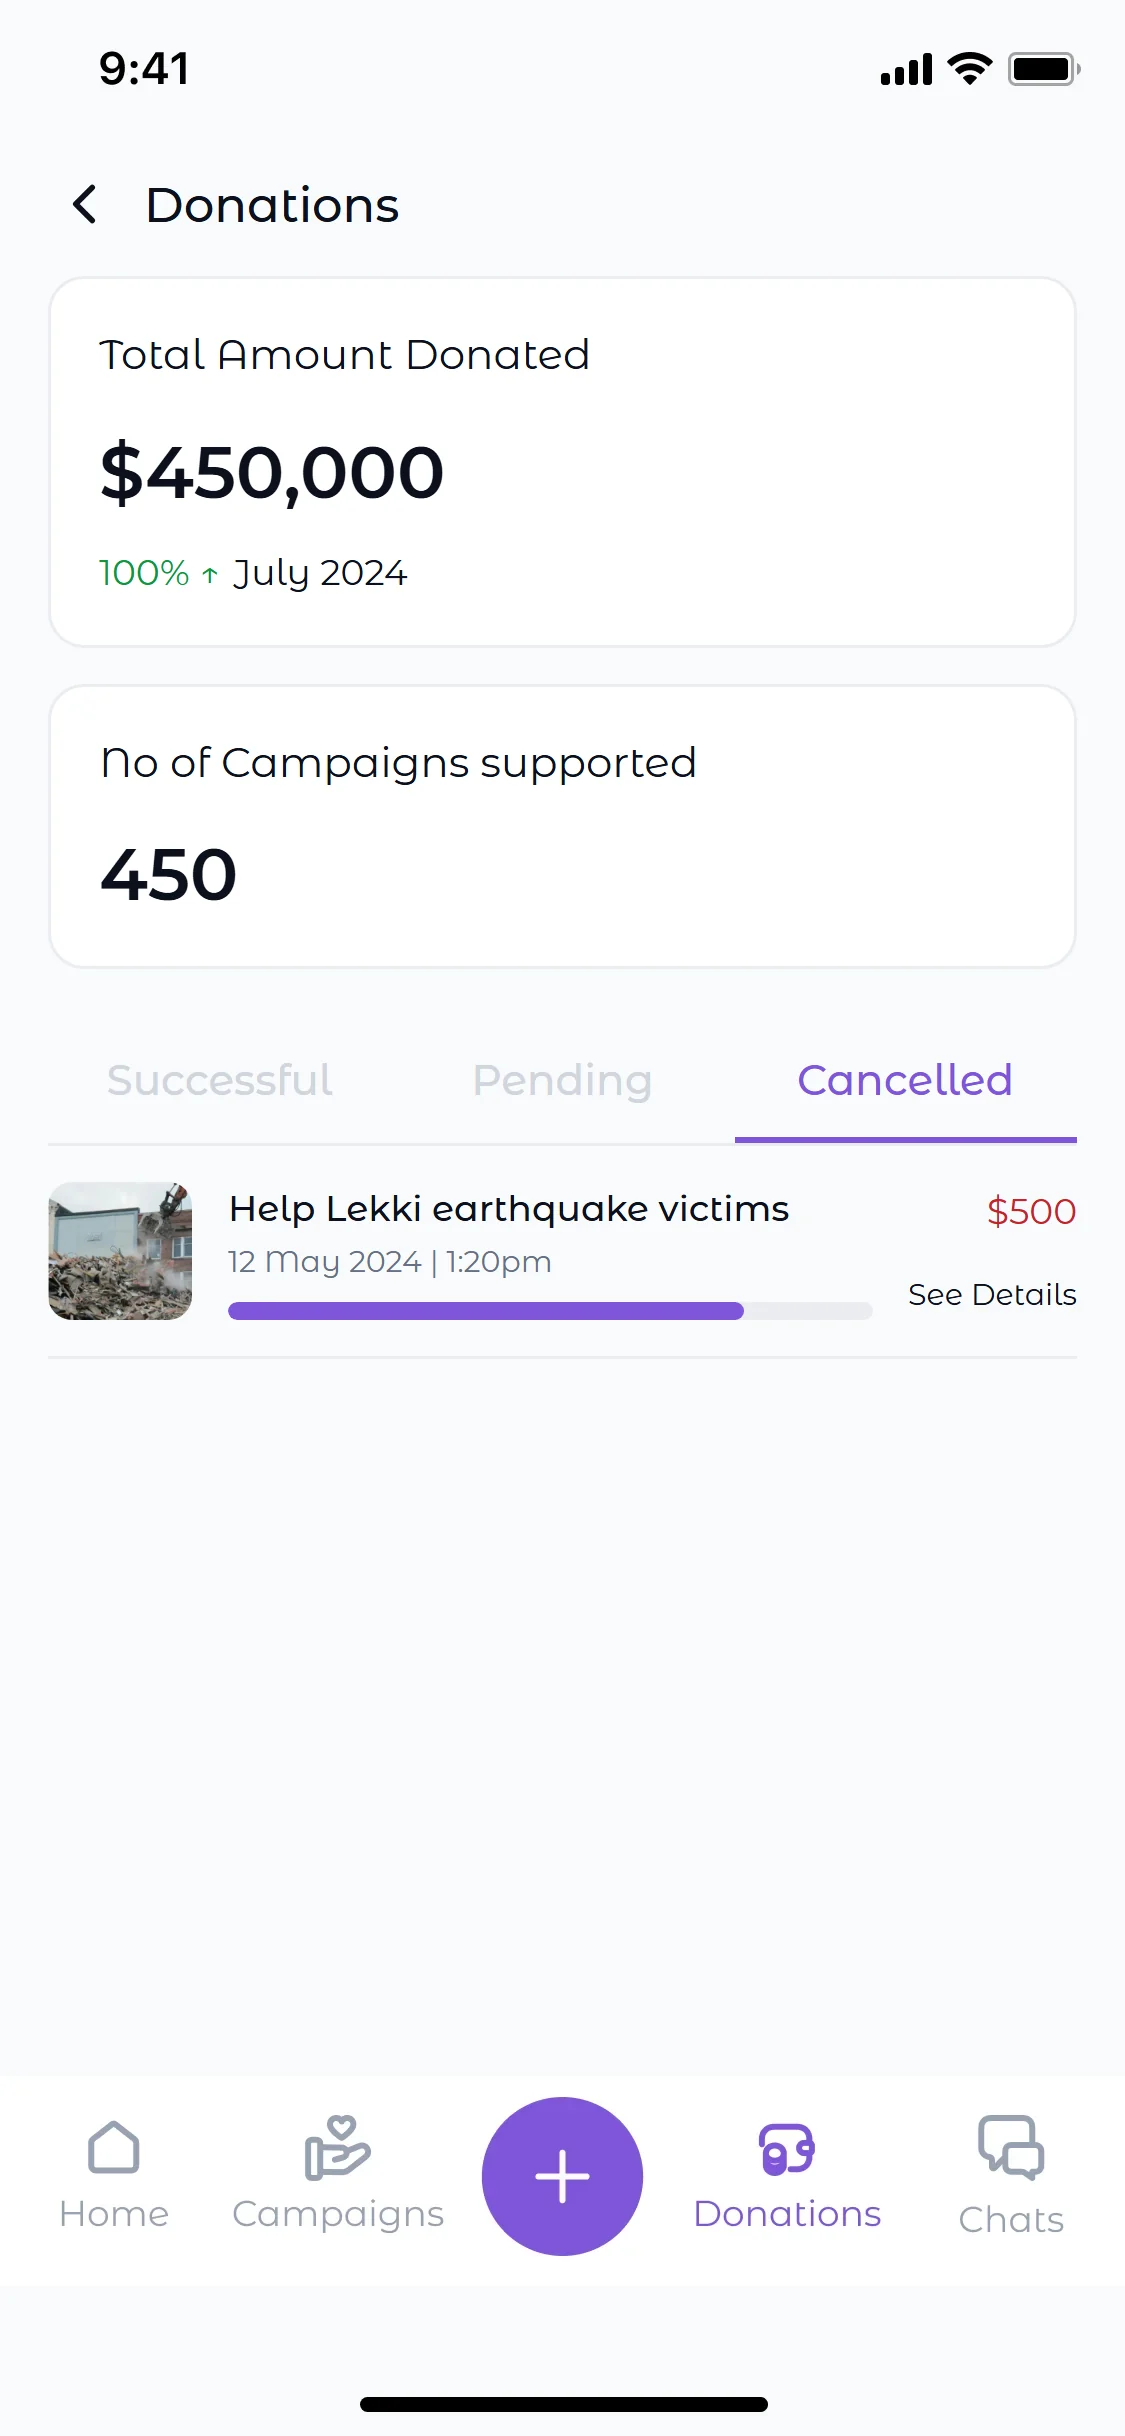 9:41
Donations
Total Amount Donated
$450,000
100% ↑ July 2024
No of Campaigns supported
450
Successful Pending Cancelled
Help Lekki earthquake victims $500
12 May 2024 | 1:20pm
See Details
Home Campaigns Donations Chats